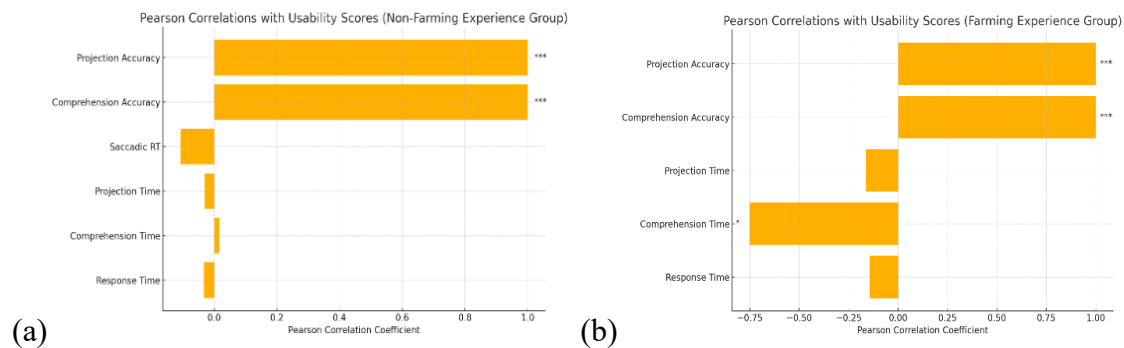 Pearson Correlations with Usability Scores (Non-Farming Experience Group)
Projection Accuracy
***
Comprehension Accuracy
***
Saccadic RT
Projection Time
Comprehension Time
Response Time
0.0 0.2 0.4 0.6 0.8 1.0
Pearson Correlation Coefficient
(a)
Pearson Correlations with Usability Scores (Farming Experience Group)
Projection Accuracy
***
Comprehension Accuracy
***
Projection Time
Comprehension Time
*
Response Time
−0.75 −0.50 −0.25 0.00 0.25 0.50 0.75 1.00
Pearson Correlation Coefficient
(b)